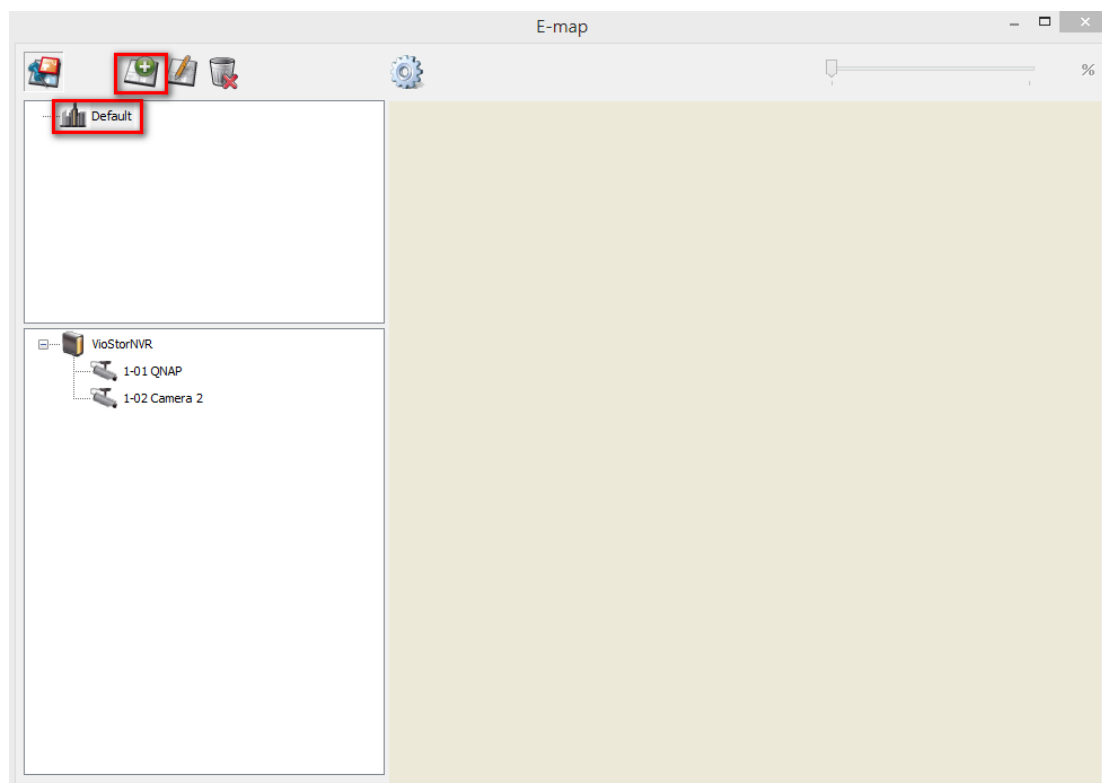 E-map
%
Default
VioStorNVR
1-01 QNAP
1-02 Camera 2